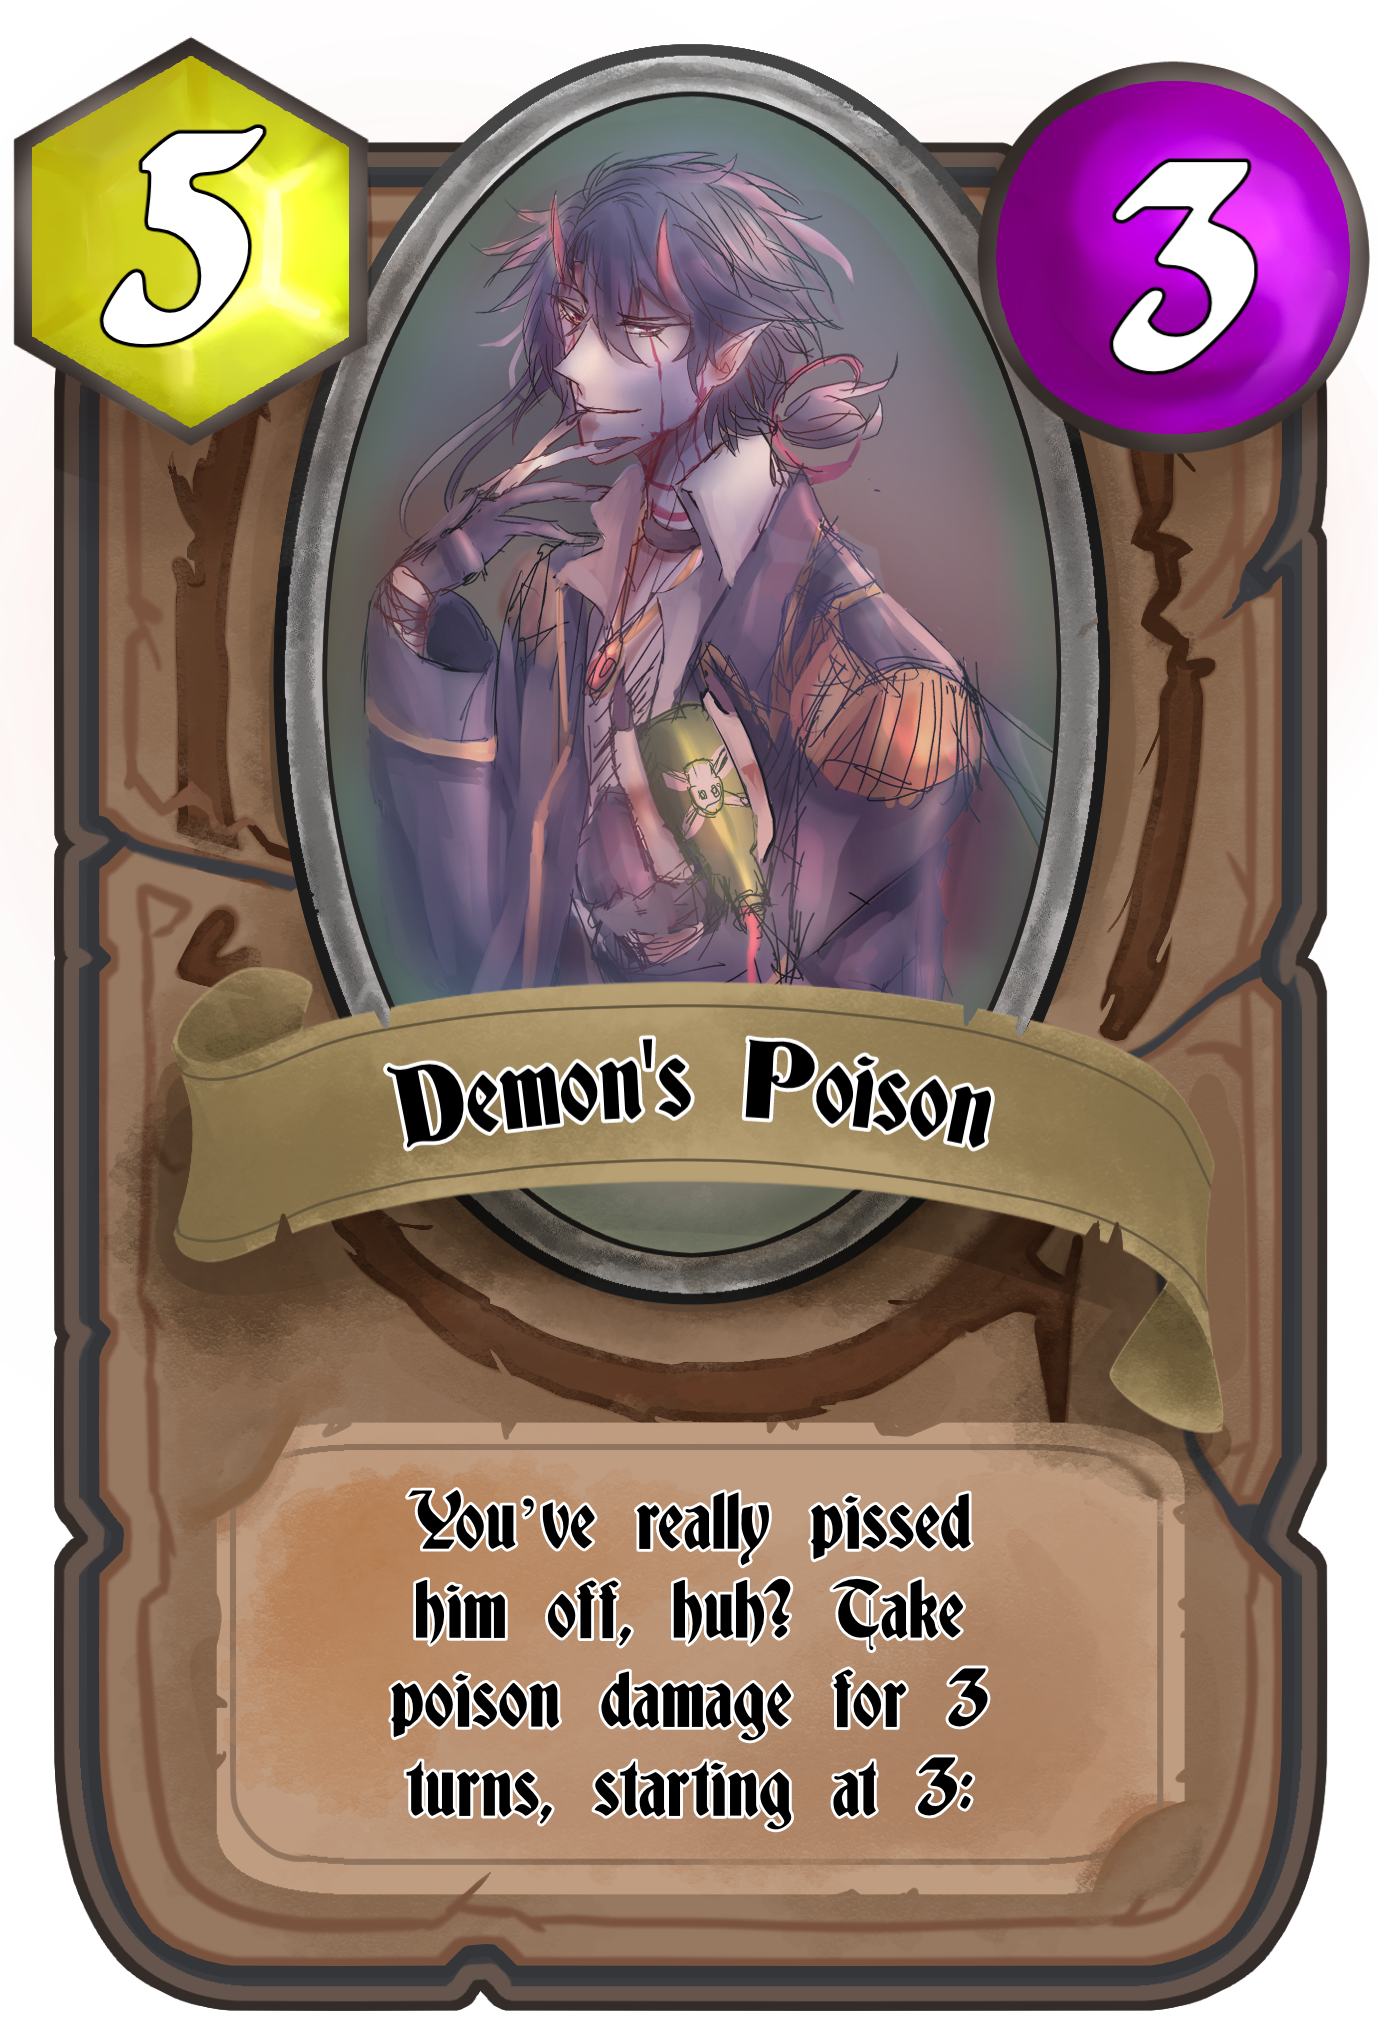 5
3
Demon's Poison
You've really pissed
him off, huh? Take
poison damage for 3
turns, starting at 3: